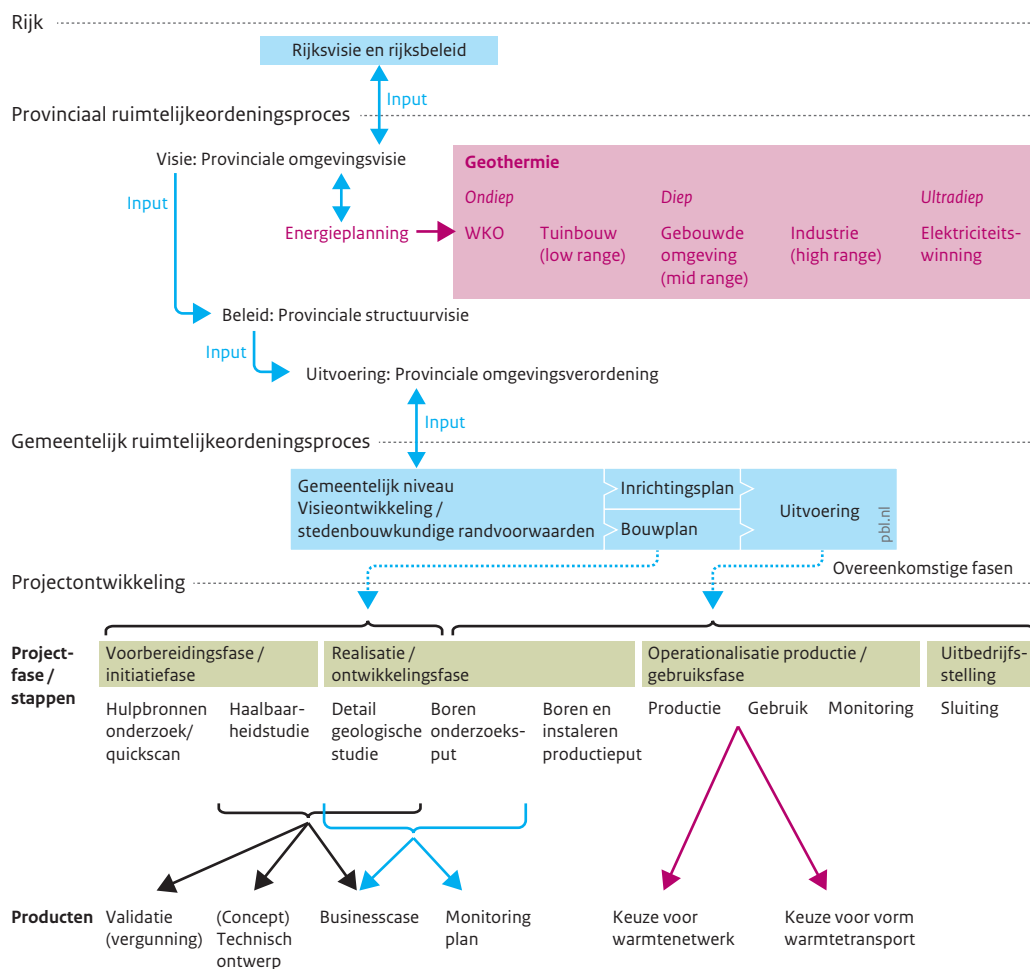 Rijk
Rijksvisie en rijksbeleid
Input
Provinciaal ruimtelijkeordeningsproces
Visie: Provinciale omgevingsvisie
Input
Energieplanning
Geothermie
Ondiep
Diep
Ultradiep
WKO
Tuinbouw
(low range)
Gebouwde
omgeving
(mid range)
Industrie
(high range)
Elektriciteits-
winning
Beleid: Provinciale structuurvisie
Input
Uitvoering: Provinciale omgevingsverordening
Input
Gemeentelijk ruimtelijkeordeningsproces
Gemeentelijk niveau
Visieontwikkeling /
stedenbouwkundige randvoorwaarden
Inrichtingsplan
Bouwplan
Uitvoering
pbl.nl
Overeenkomstige fasen
Projectontwikkeling
Project-
fase /
stappen
Voorbereidingsfase /
initiatiefase
Realisatie /
ontwikkelingsfase
Operationalisatie productie /
gebruiksfase
Uitbedrijfs-
stelling
Hulpbronnen
onderzoek/
quickscan
Haalbaar-
heidstudie
Detail
geologische
studie
Boren
onderzoeks-
put
Boren en
instaleren
productieput
Productie
Gebruik
Monitoring
Sluiting
Producten
Validatie
(vergunning)
(Concept)
Technisch
ontwerp
Businesscase
Monitoring
plan
Keuze voor
warmtenetwerk
Keuze voor vorm
warmtetransport